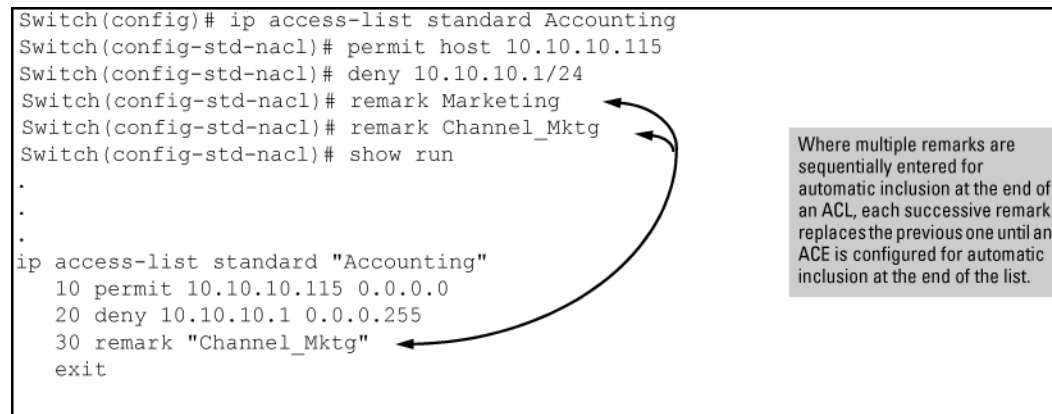 Switch(config)# ip access-list standard Accounting
Switch(config-std-nacl)# permit host 10.10.10.115
Switch(config-std-nacl)# deny 10.10.10.1/24
Switch(config-std-nacl)# remark Marketing
Switch(config-std-nacl)# remark Channel_Mktg
Switch(config-std-nacl)# show run
.
.
.
ip access-list standard "Accounting"
10 permit 10.10.10.115 0.0.0.0
20 deny 10.10.10.1 0.0.0.255
30 remark "Channel_Mktg"
exit
Where multiple remarks are
sequentially entered for
automatic inclusion at the end of
an ACL, each successive remark
replaces the previous one until an
ACE is configured for automatic
inclusion at the end of the list.